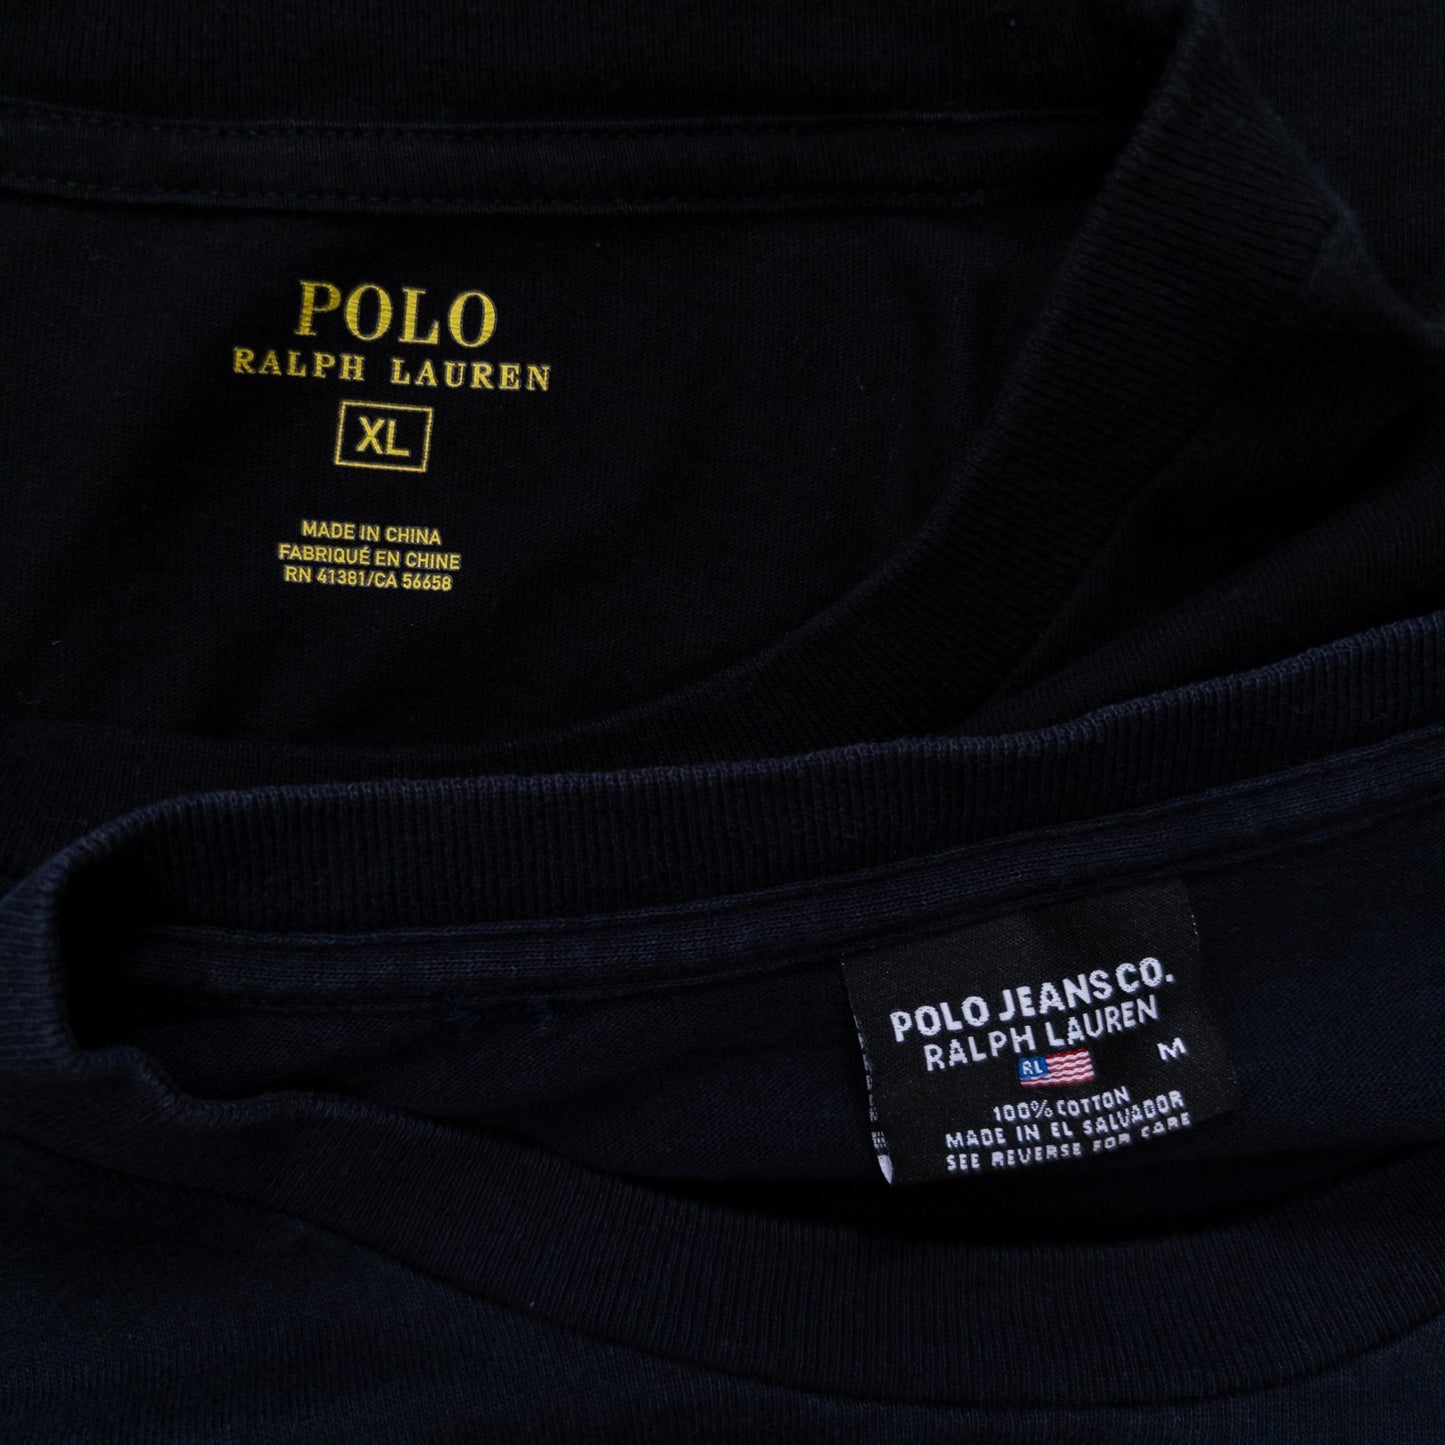 POLO
RALPH LAUREN
XL
MADE IN CHINA
FABRIQUÉ EN CHINE
RN 41381/CA 56658
POLO JEANS CO.
RALPH LAUREN
RL
M
100% COTTON
MADE IN EL SALVADOR
SEE REVERSE FOR CARE